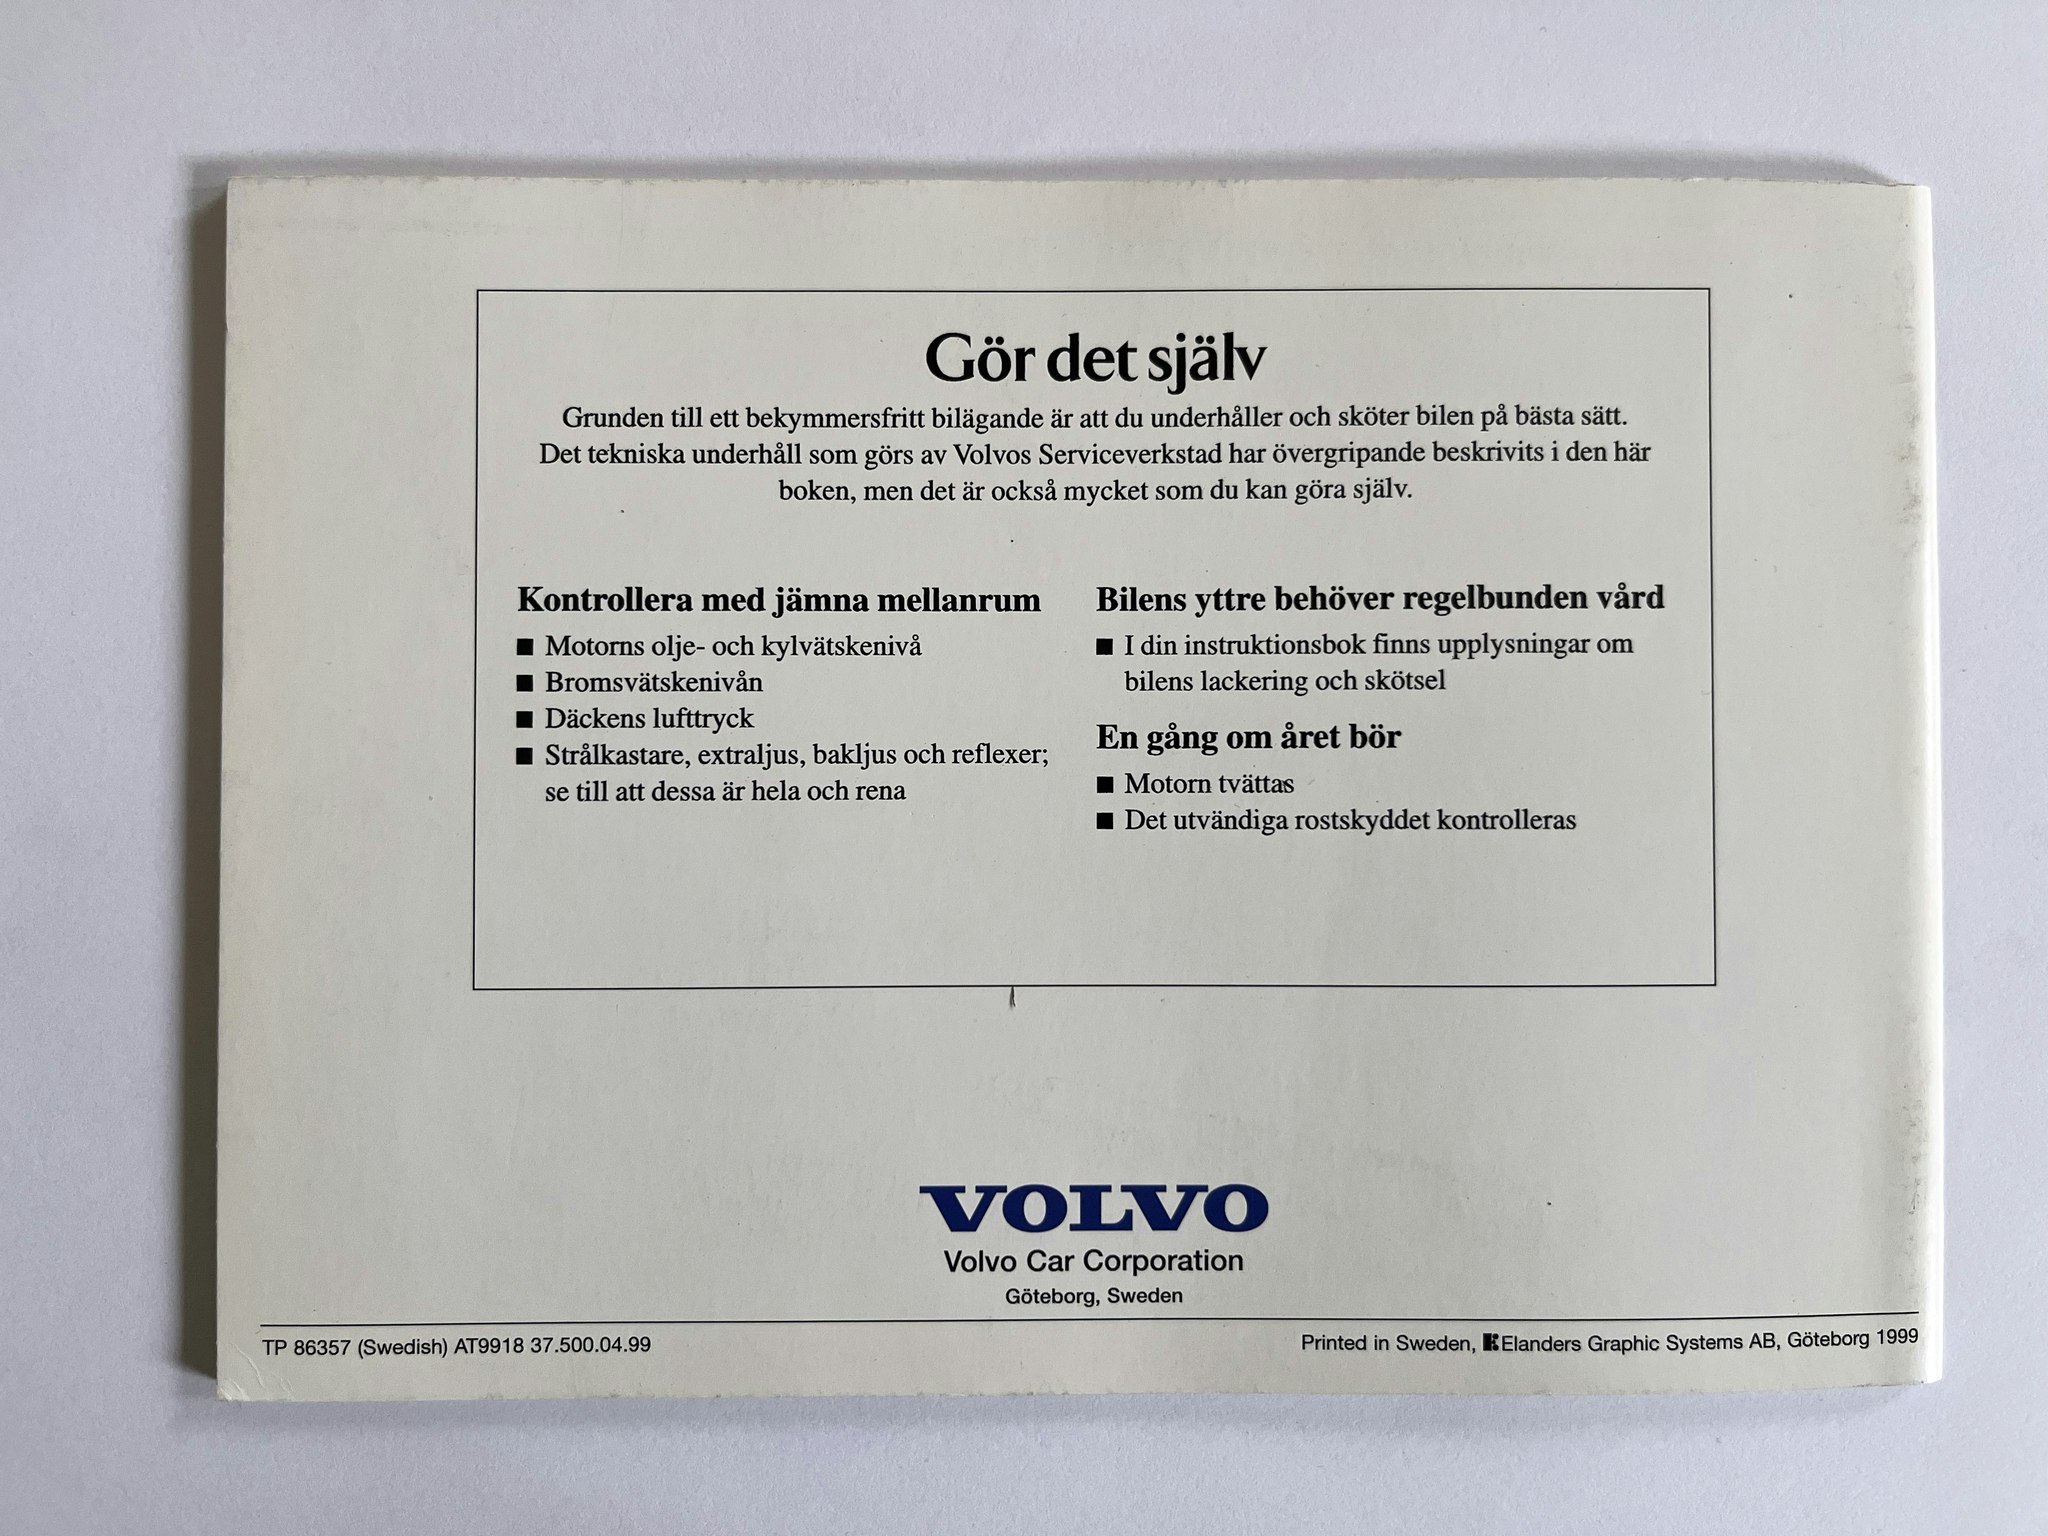 Gör det själv
Grunden till ett bekymmersfritt bilägande är att du underhåller och sköter bilen på bästa sätt.
Det tekniska underhåll som görs av Volvos Serviceverkstad har övergripande beskrivits i den här
boken, men det är också mycket som du kan göra själv.
Kontrollera med jämna mellanrum
■ Motorns olje- och kylvätskenivå
■ Bromsvätskenivån
■ Däckens lufttryck
■ Strålkastare, extraljus, bakljus och reflexer;
se till att dessa är hela och rena
Bilens yttre behöver regelbunden vård
■ I din instruktionsbok finns upplysningar om
bilens lackering och skötsel
En gång om året bör
■ Motorn tvättas
■ Det utvändiga rostskyddet kontrolleras
VOLVO
Volvo Car Corporation
Göteborg, Sweden
TP 86357 (Swedish) AT9918 37.500.04.99
Printed in Sweden, Elanders Graphic Systems AB, Göteborg 1999